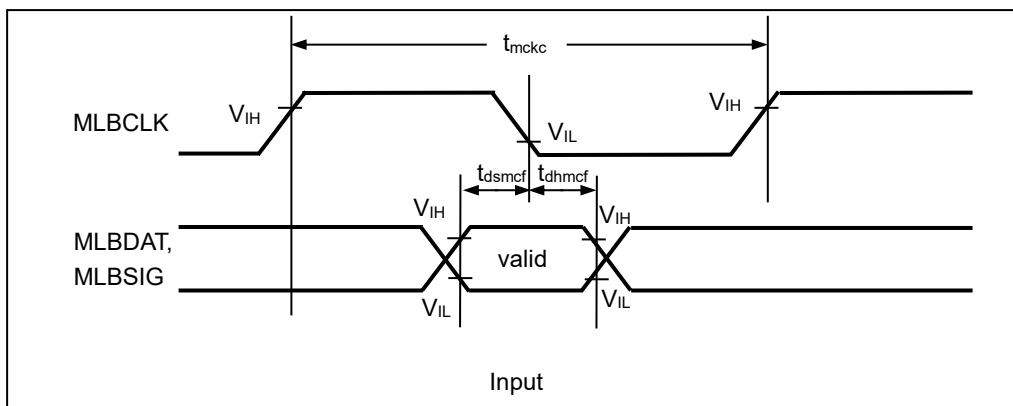 tmckc
MLBCLK
VIH
VIH
VIL
tdsmcf
tdhmcf
MLBDAT,
MLBSIG
VIH
VIH
valid
VIL
VIL
Input